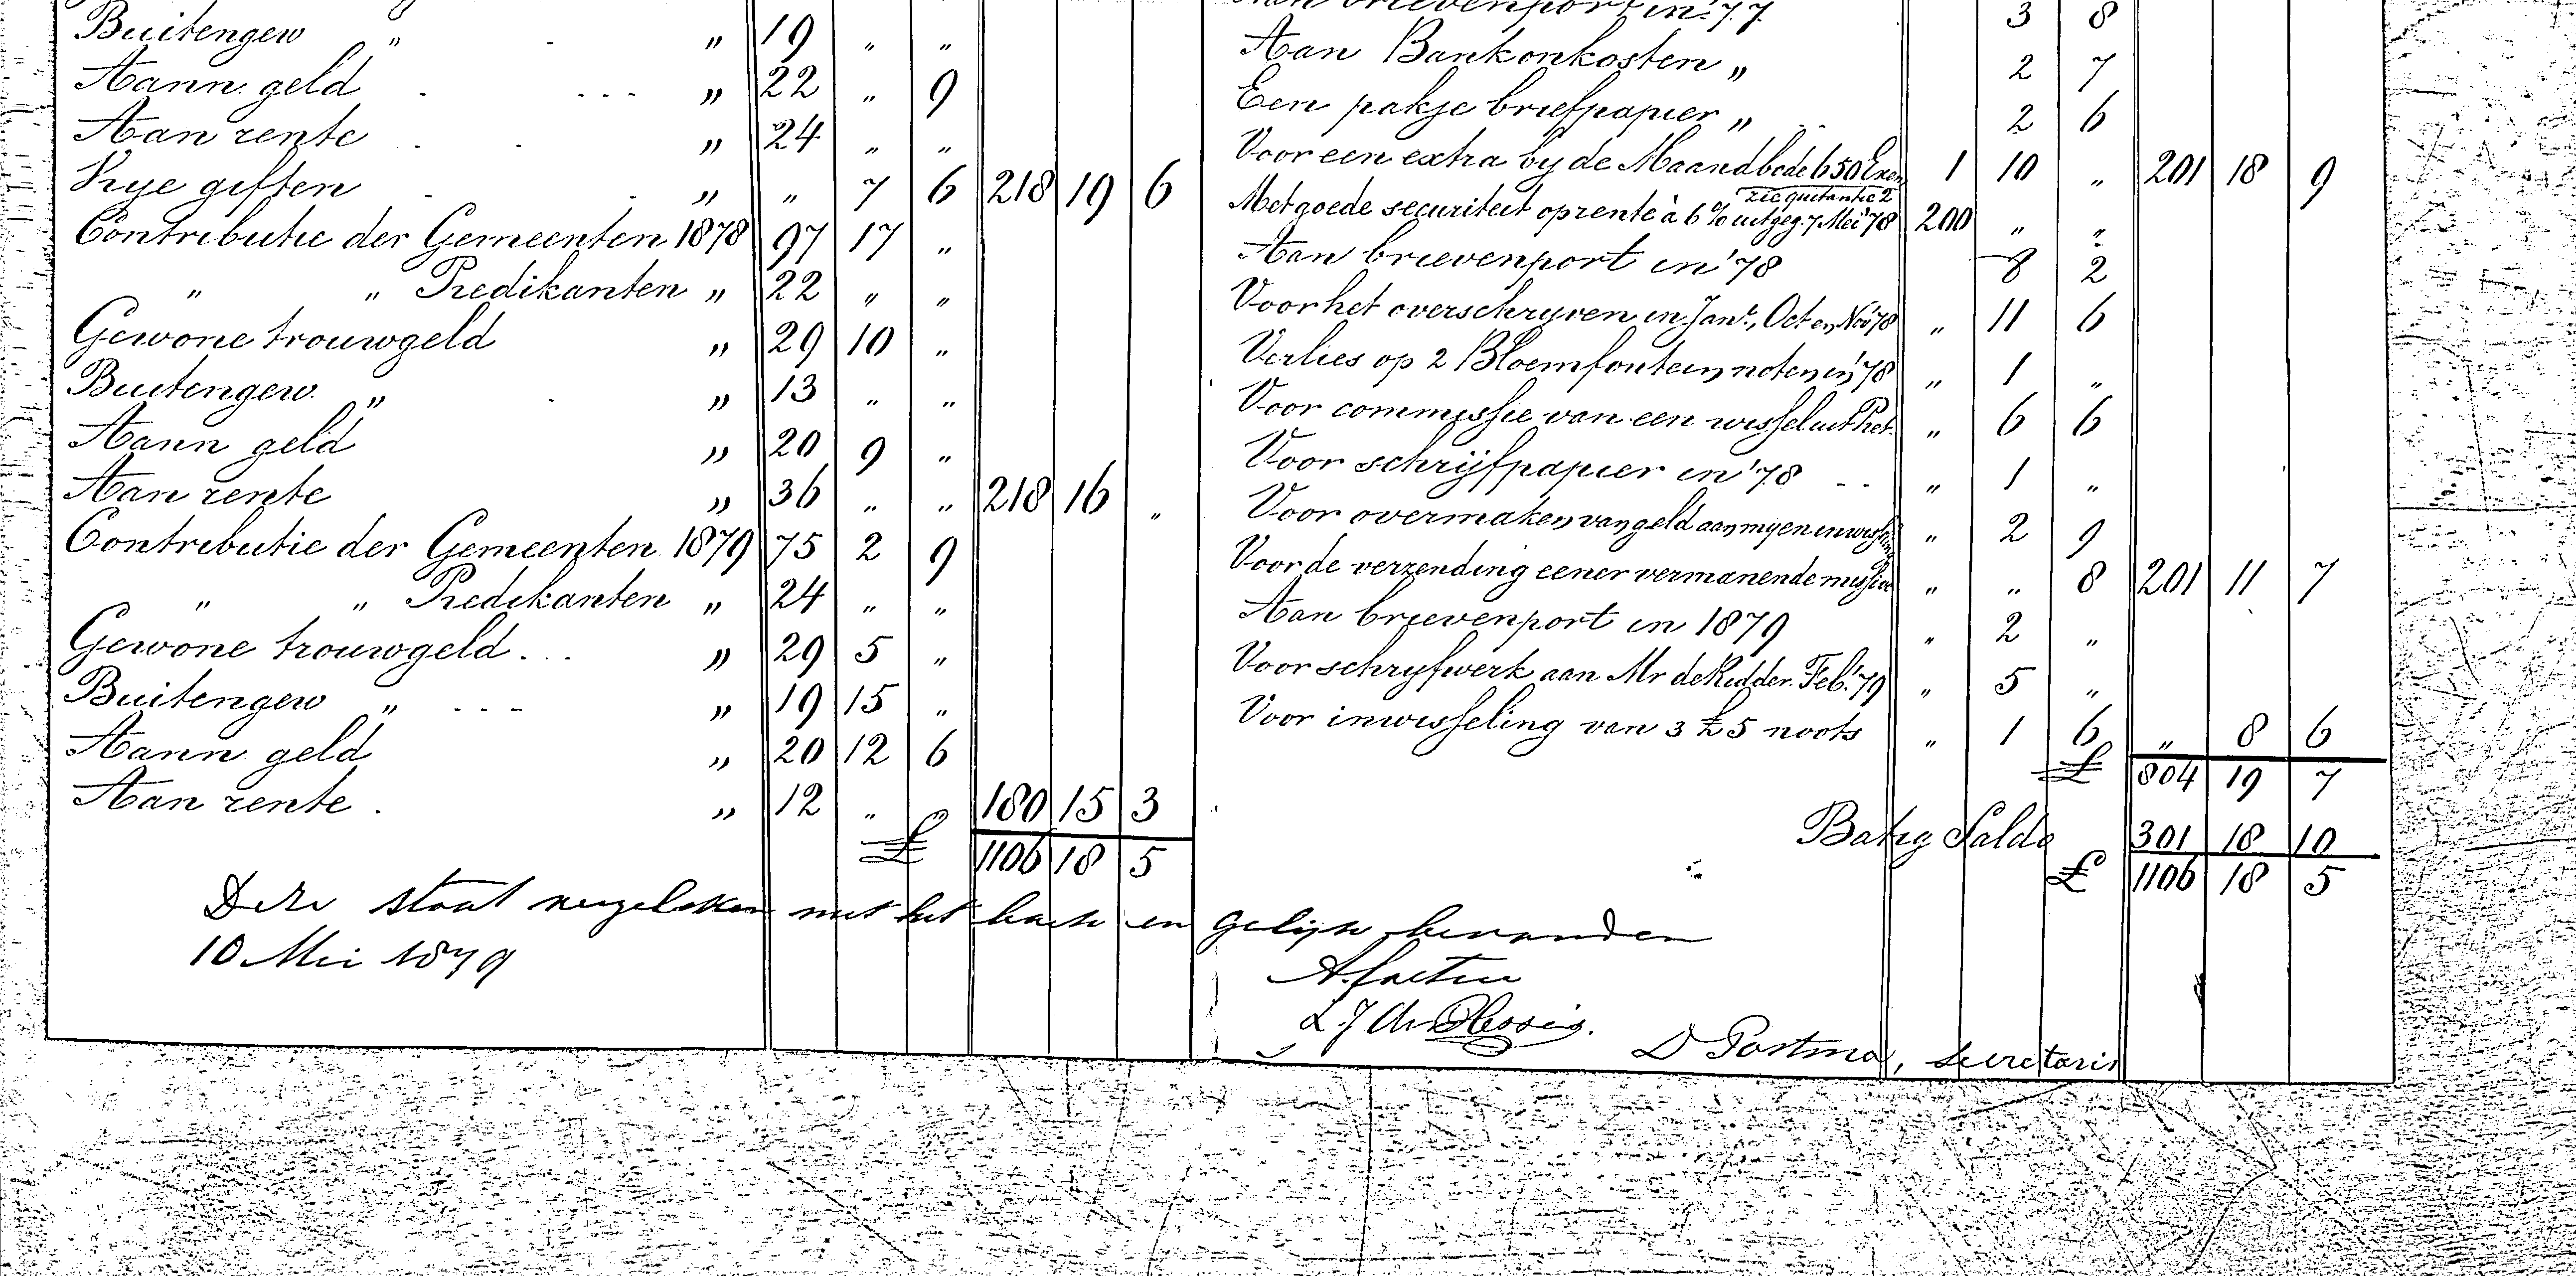 Buitengew " - " 19 " "
Aann. geld . - - - " 22 " 9
Aan rente . . " 24 " "
Vrye giften . . " " 7 6 218 19 6
Contributie der Gemeenten 1878 97 17 "
" " Predikanten " 22 " "
Gewone trouwgeld " 29 10 "
Buitengew. " - " 13 " "
Aann geld " 20 9 "
Aan rente " 36 " " 218 16 "
Contributie der Gemeenten 1879 75 2 9
" " Predikanten " 24 " "
Gewone trouwgeld . . . " 29 5 "
Buitengew " - - - " 19 15 "
Aann geld " 20 12 6
Aan rente . " 12 " " 180 15 3
£ 1106 18 5
Aan brievenport in '77 3 8
Aan Bankonkosten " 2 7
Een pakje briefpapier " 2 6
Voor een extra by de Maandbode 650 Exen 1 10 " 201 18 9
zie quitantie 2
Met goede securiteit op rente à 6 % uitgeg. 7 Mei '78 200 " "
Aan brievenport in '78 8 2
Voor het overschryven in Jan., Oct en Nov '78 " 11 6
Verlies op 2 Bloemfontein noten in '78 " 1 "
Voor commissie van een wissel uit " 6 6
Voor schrijfpapier in '78 - - " 1 "
Voor overmaken van geld aan my en " 2 9
Voor de verzending eener vermanende missive " " 8 201 11 7
Aan brievenport in 1879 " 2 "
Voor schryfwerk aan Mr de Ridder Feb. '79 " 5 "
Voor inwisseling van 3 £ 5 noots " 1 6 " 8 6
£ 804 19 7
Batig Saldo 301 18 10
£ 1106 18 5
Deze staat vergeleken met het boek en gelijk bevonden
10 Mei 1879
L. J. du Plessis.
D Postma, secretaris